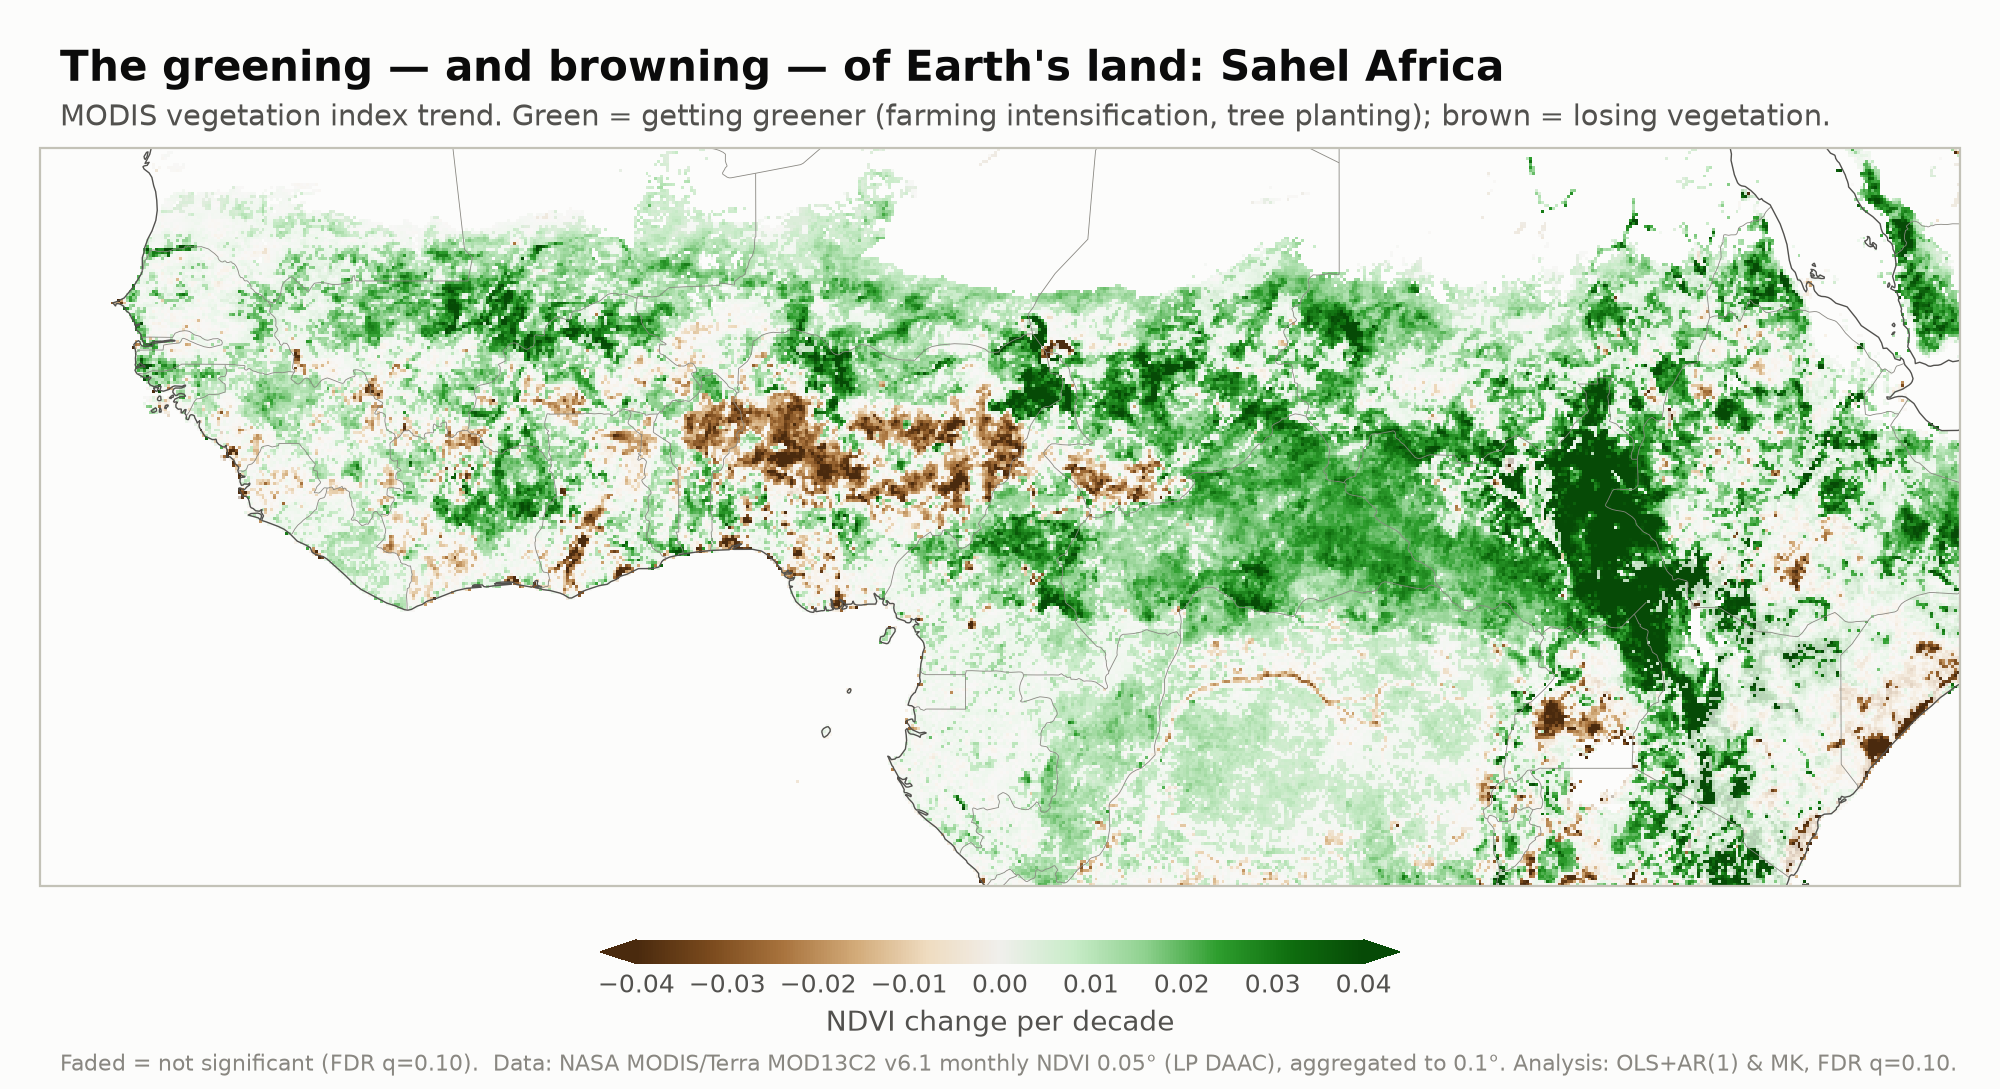 The greening — and browning — of Earth's land: Sahel Africa
MODIS vegetation index trend. Green = getting greener (farming intensification, tree planting); brown = losing vegetation.
−0.04 −0.03 −0.02 −0.01 0.00 0.01 0.02 0.03 0.04
NDVI change per decade
Faded = not significant (FDR q=0.10).  Data: NASA MODIS/Terra MOD13C2 v6.1 monthly NDVI 0.05° (LP DAAC), aggregated to 0.1°. Analysis: OLS+AR(1) & MK, FDR q=0.10.